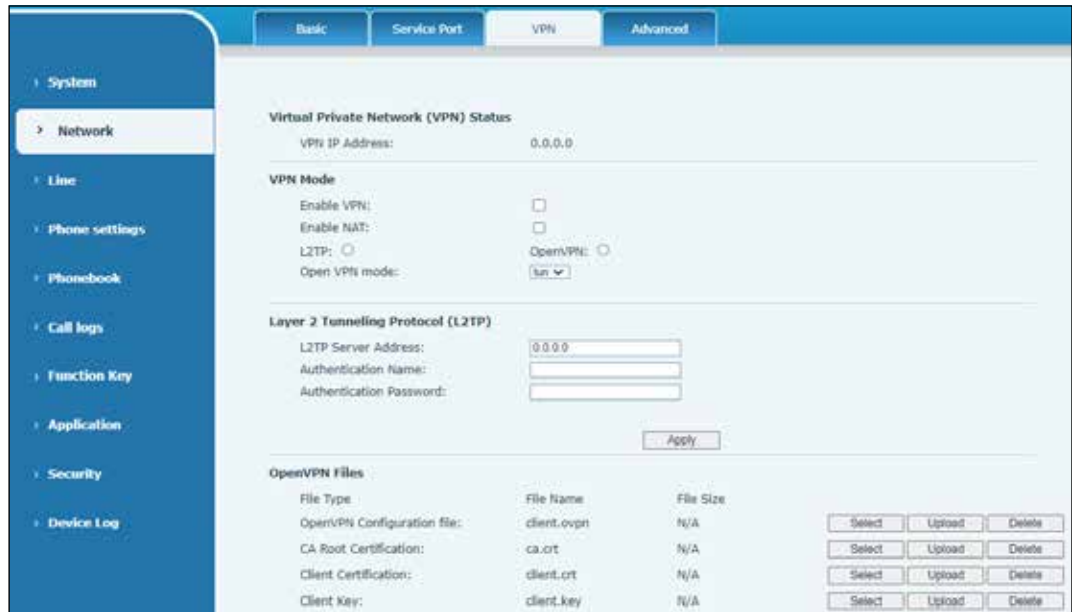 Basic Service Port VPN Advanced
System
Network
Line
Phone settings
Phonebook
Call logs
Function Key
Application
Security
Device Log
Virtual Private Network (VPN) Status
VPN IP Address: 0.0.0.0
VPN Mode
Enable VPN:
Enable NAT:
L2TP: OpenVPN:
Open VPN mode: tun
Layer 2 Tunneling Protocol (L2TP)
L2TP Server Address: 0.0.0.0
Authentication Name:
Authentication Password:
Apply
OpenVPN Files
File Type File Name File Size
OpenVPN Configuration file: client.ovpn N/A Select Upload Delete
CA Root Certification: ca.crt N/A Select Upload Delete
Client Certification: client.crt N/A Select Upload Delete
Client Key: client.key N/A Select Upload Delete